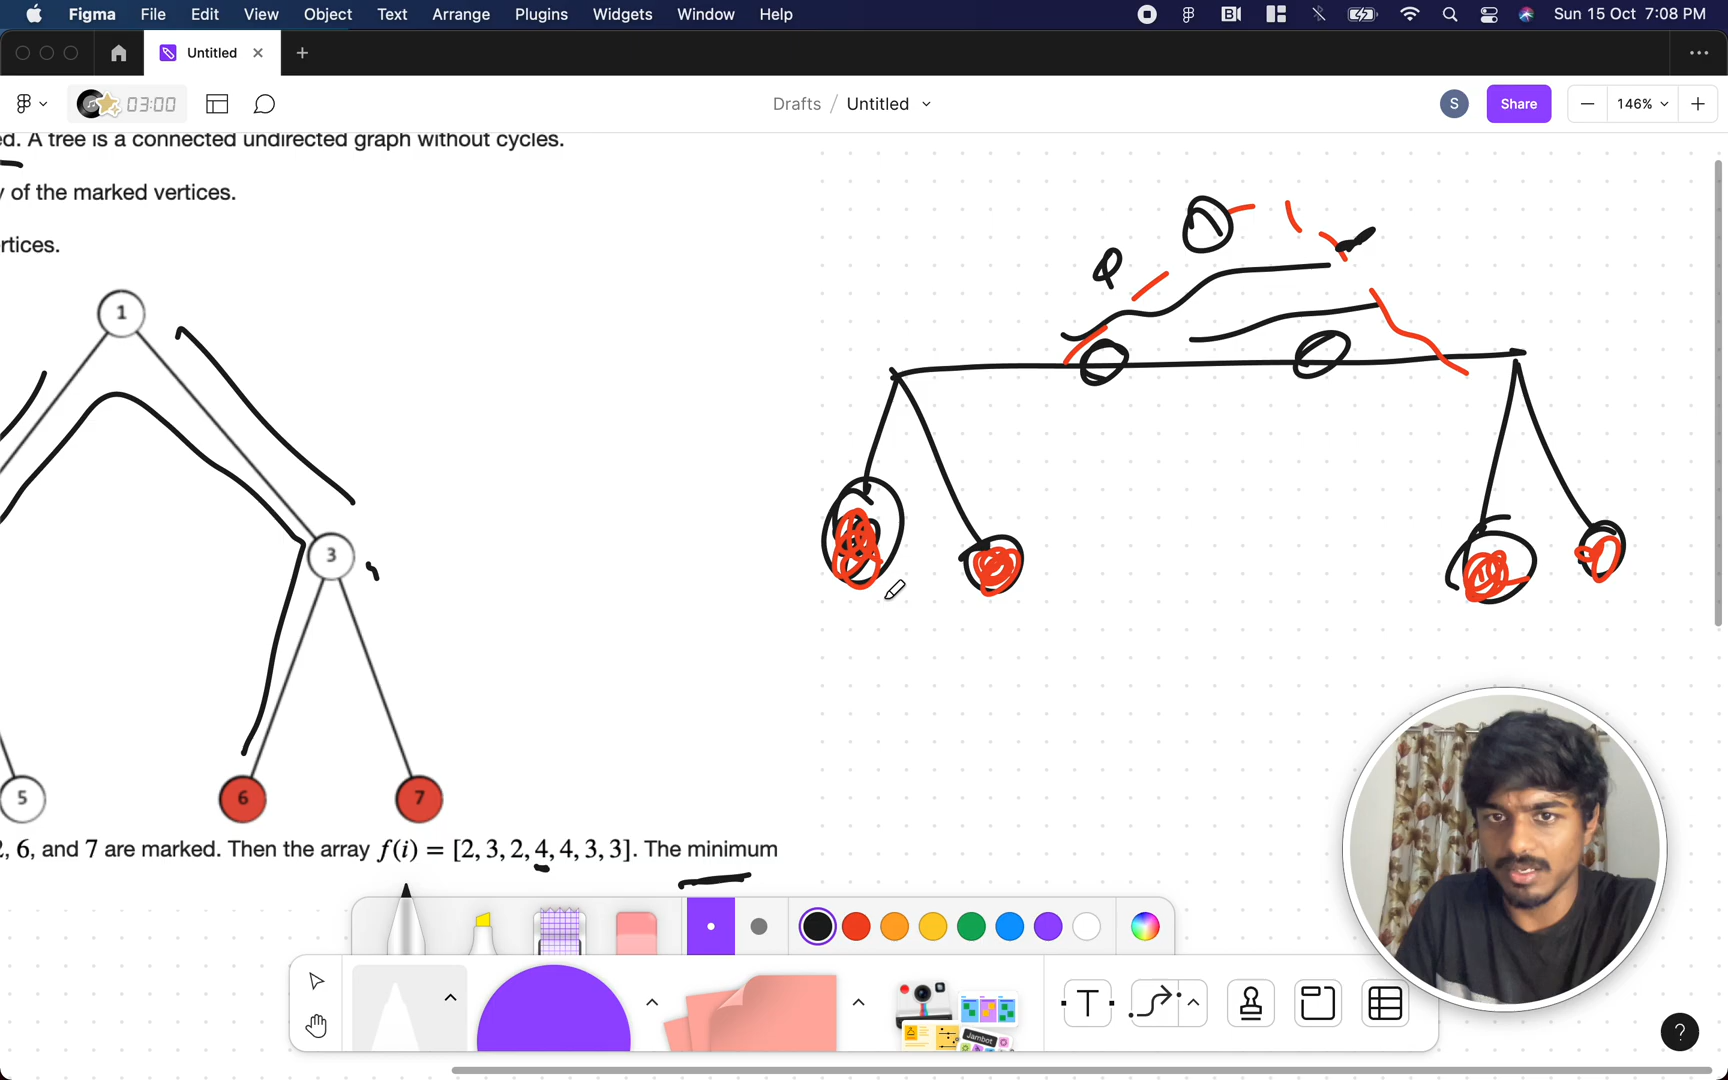 Figma File Edit View Object Text Arrange Plugins Widgets Window Help Sun 15 Oct 7:08 PM
Untitled
03:00 Drafts / Untitled S Share 146%
ed. A tree is a connected undirected graph without cycles.
y of the marked vertices.
rtices.
1
3
5
6
7
2, 6, and 7 are marked. Then the array f(i) = [2, 3, 2, 4, 4, 3, 3]. The minimum
T
Jambot
?